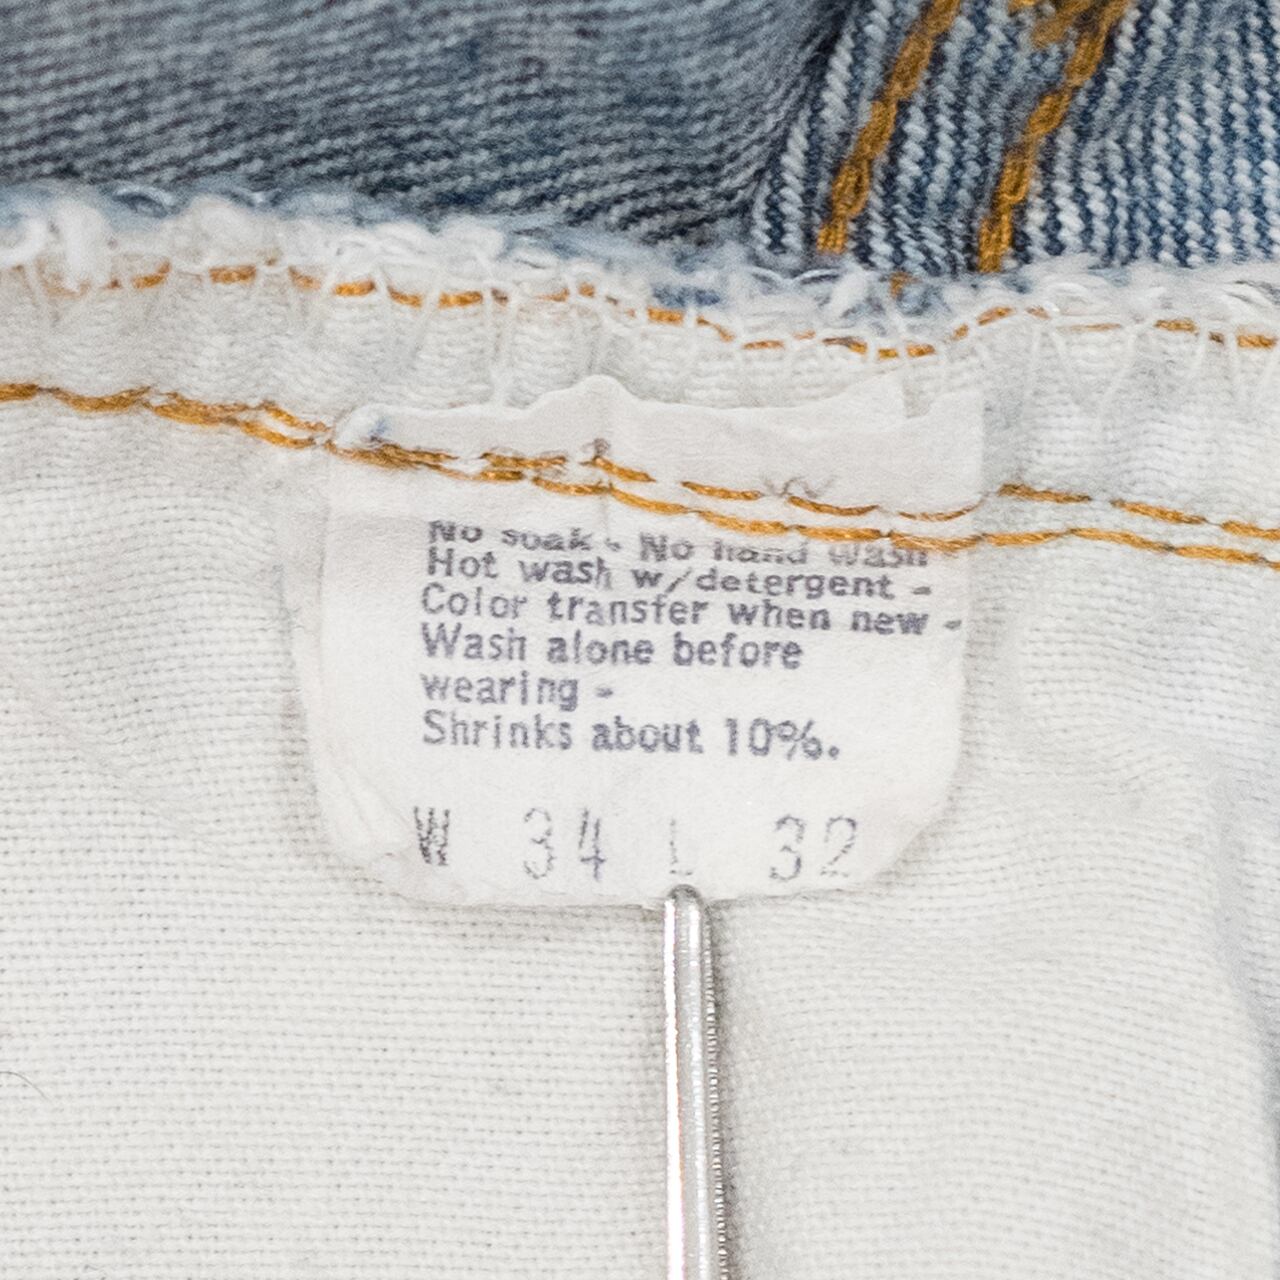 No soak - No hand wash
Hot wash w/detergent -
Color transfer when new -
Wash alone before
wearing -
Shrinks about 10%.
W 34 L 32